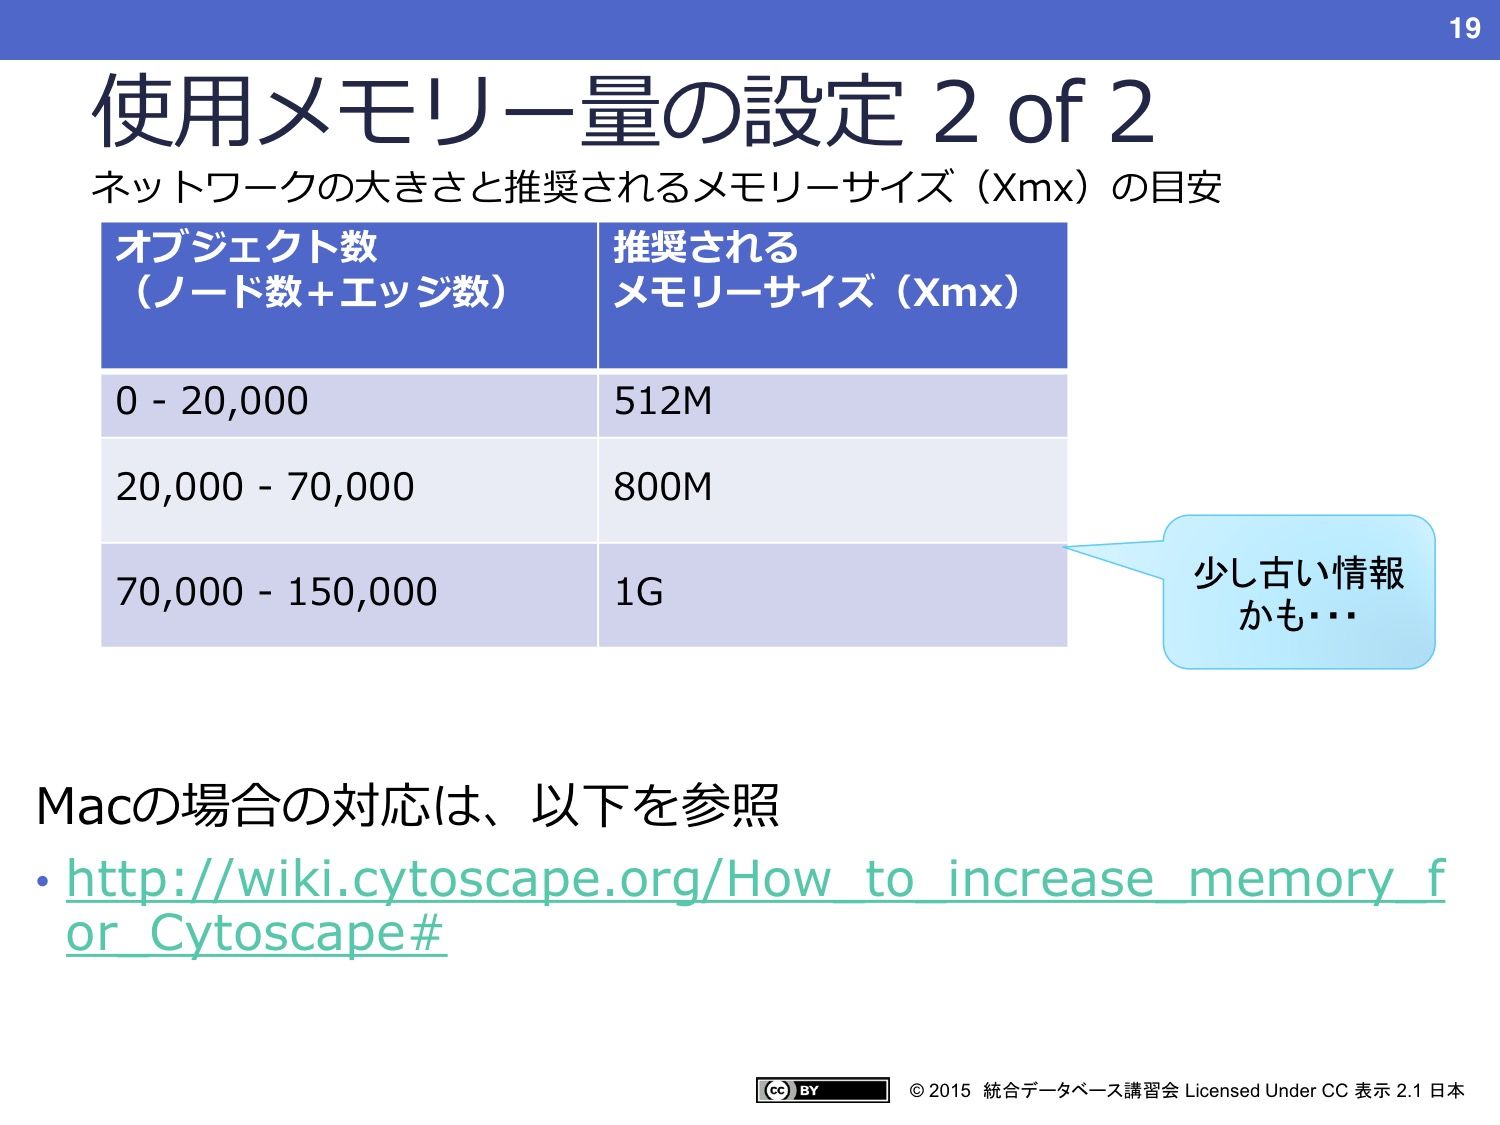 19
使用メモリー量の設定 2 of 2
ネットワークの大きさと推奨されるメモリーサイズ（Xmx）の目安
オブジェクト数
（ノード数＋エッジ数）
推奨される
メモリーサイズ（Xmx）
0 - 20,000
512M
20,000 - 70,000
800M
70,000 - 150,000
1G
少し古い情報
かも・・・
Macの場合の対応は、以下を参照
• http://wiki.cytoscape.org/How_to_increase_memory_f
or_Cytoscape#
cc BY
© 2015 統合データベース講習会 Licensed Under CC 表示 2.1 日本